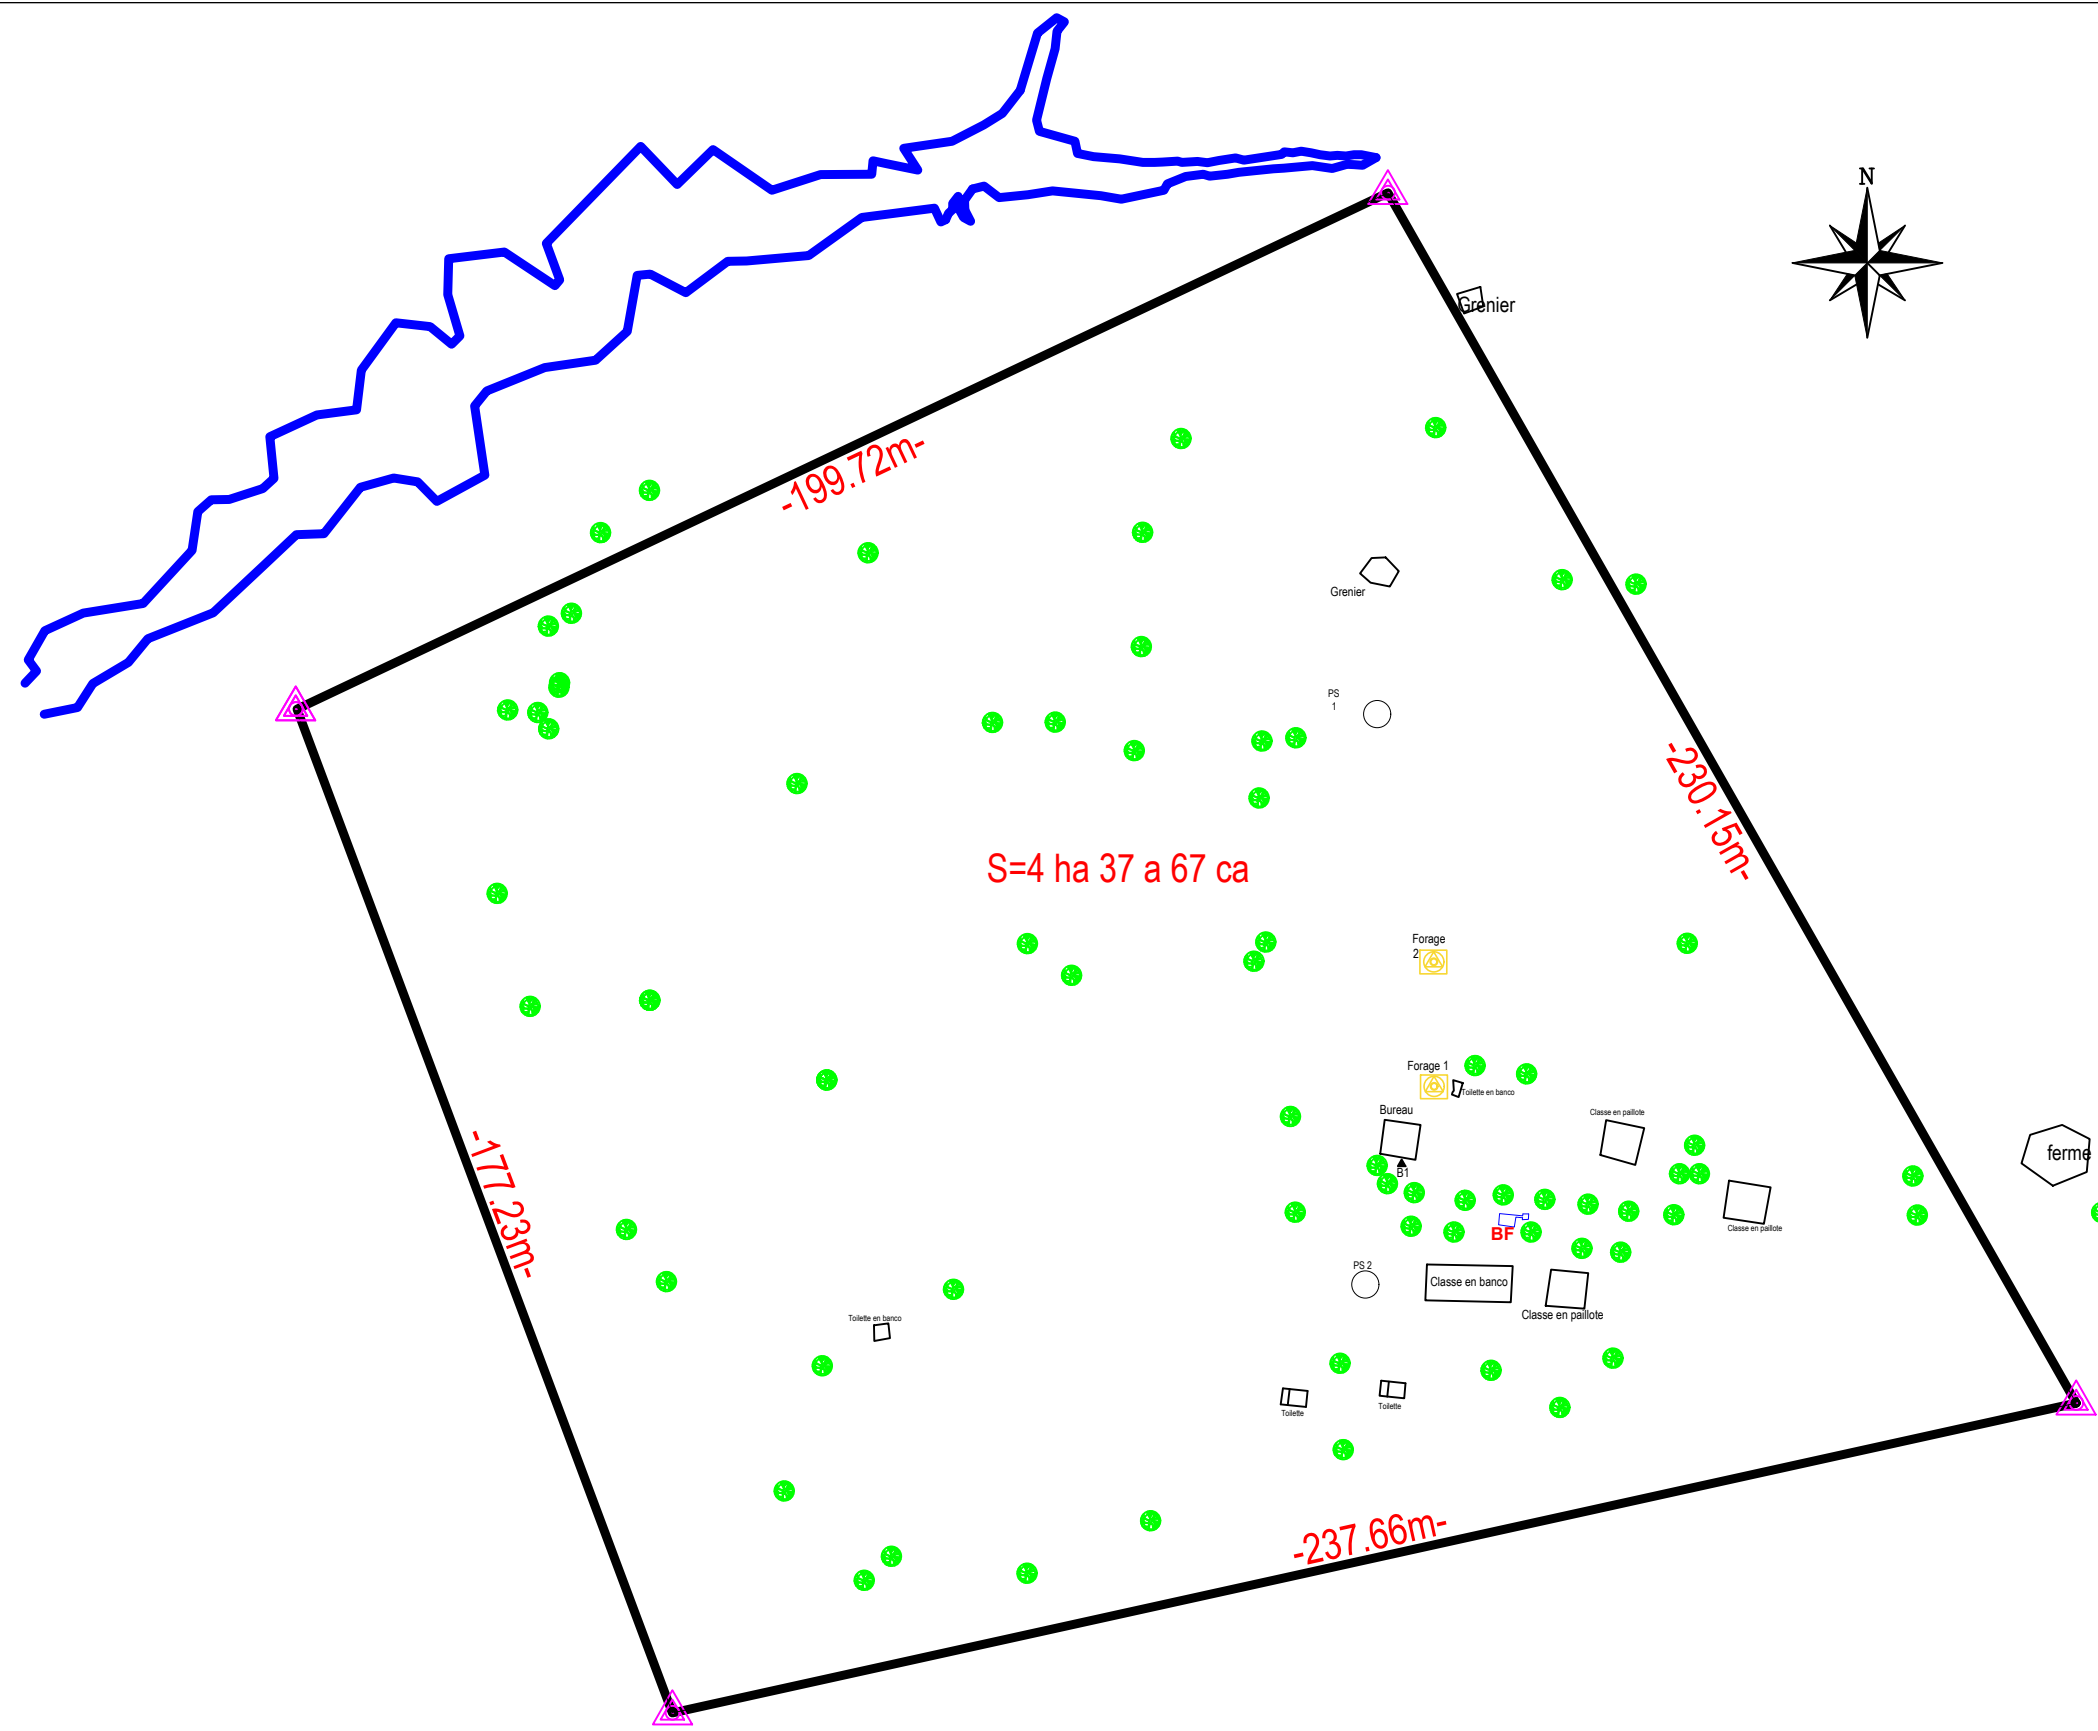 N
Grenier
-199.72m-
Grenier
PS
1
-230.15m-
S=4 ha 37 a 67 ca
Forage
2
Forage 1
Toilette en banco
Bureau
Classe en paillote
-177.23m-
B1
ferme
BF
Classe en paillote
PS 2
Classe en banco
Classe en paillote
Toilette en banco
Toilette
Toilette
-237.66m-